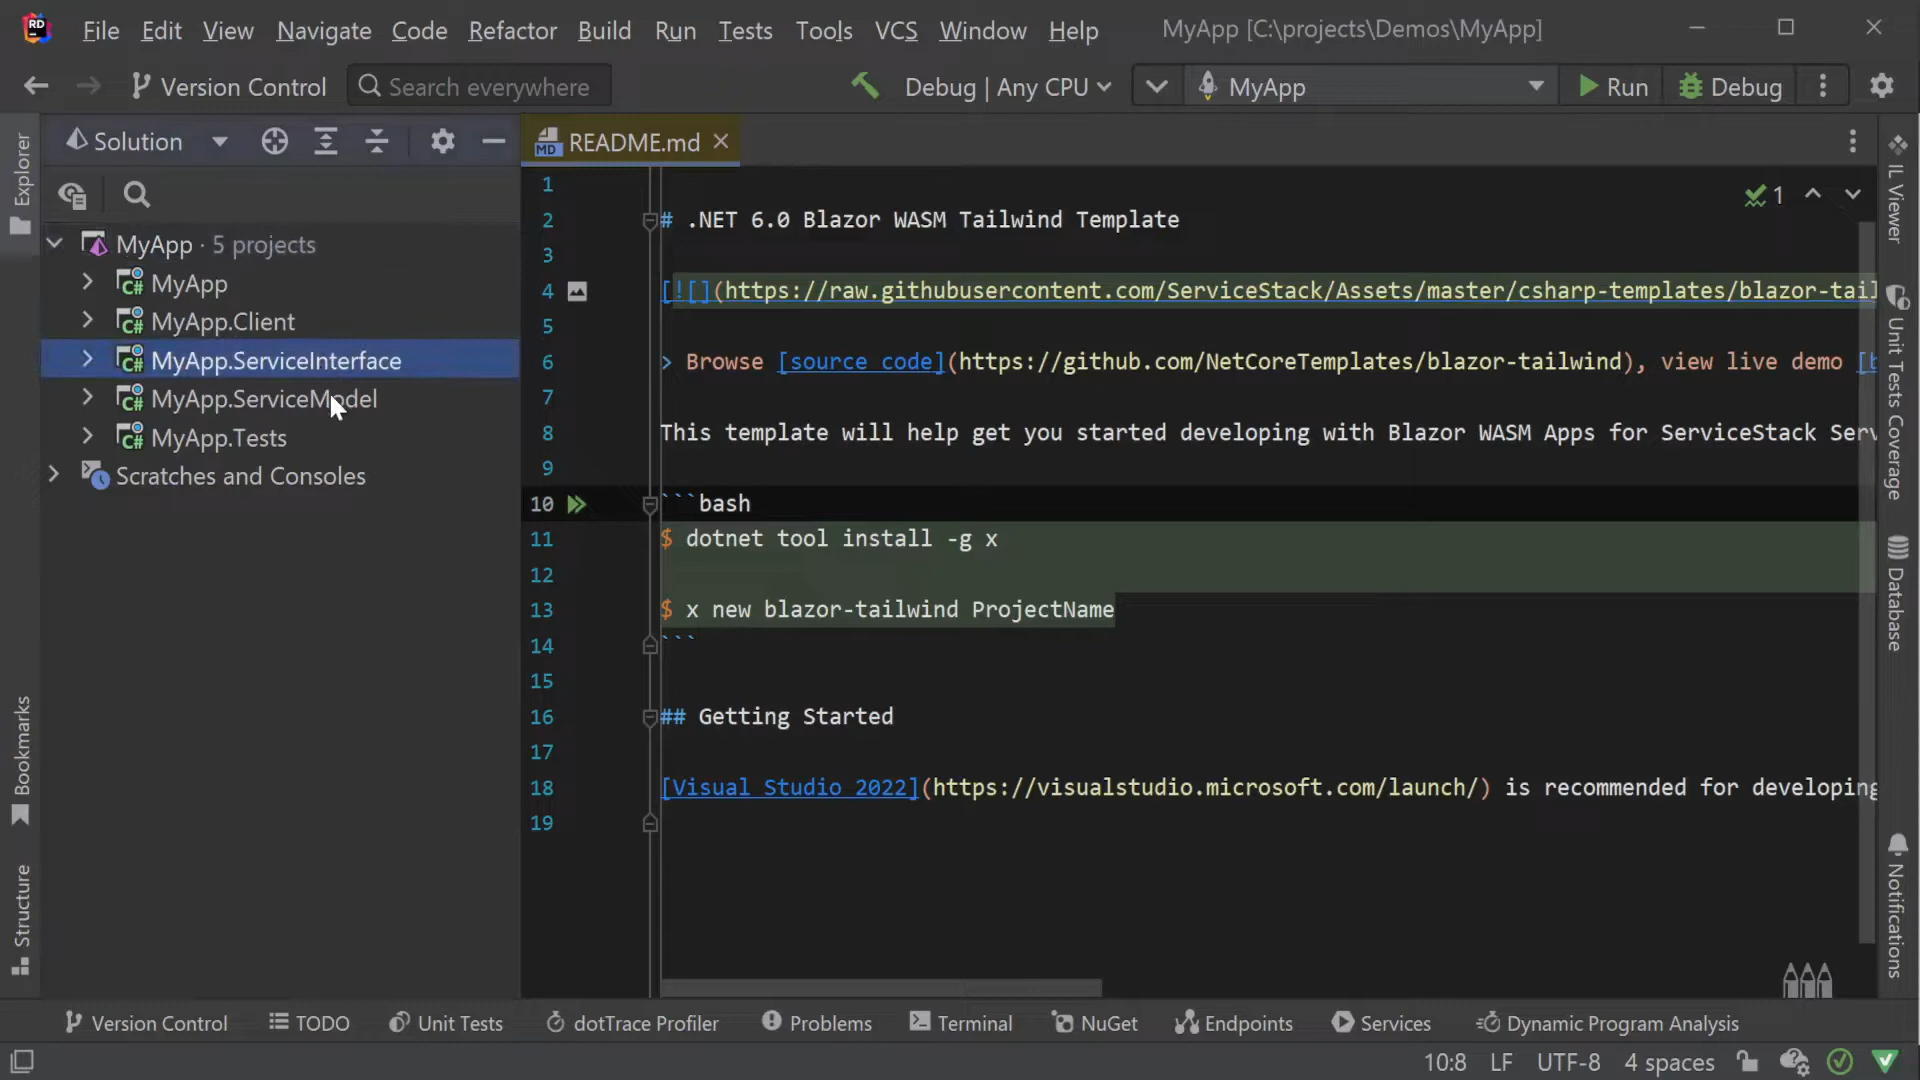 RD File Edit View Navigate Code Refactor Build Run Tests Tools VCS Window Help MyApp [C:\projects\Demos\MyApp]
Version Control Search everywhere Debug | Any CPU MyApp Run Debug
Explorer
Solution
MD README.md
IL Viewer
1
1
MyApp · 5 projects
C# MyApp
C# MyApp.Client
C# MyApp.ServiceInterface
C# MyApp.ServiceModel
C# MyApp.Tests
Scratches and Consoles
2 # .NET 6.0 Blazor WASM Tailwind Template
3
4 [![](https://raw.githubusercontent.com/ServiceStack/Assets/master/csharp-templates/blazor-tail
5
6 > Browse [source code](https://github.com/NetCoreTemplates/blazor-tailwind), view live demo [b
7
8 This template will help get you started developing with Blazor WASM Apps for ServiceStack Serv
9
10 ```bash
11 $ dotnet tool install -g x
12
13 $ x new blazor-tailwind ProjectName
14 ```
15
16 ## Getting Started
17
18 [Visual Studio 2022](https://visualstudio.microsoft.com/launch/) is recommended for developing
19
Unit Tests Coverage
Database
Notifications
Bookmarks
Structure
Version Control TODO Unit Tests dotTrace Profiler Problems Terminal NuGet Endpoints Services Dynamic Program Analysis
10:8 LF UTF-8 4 spaces